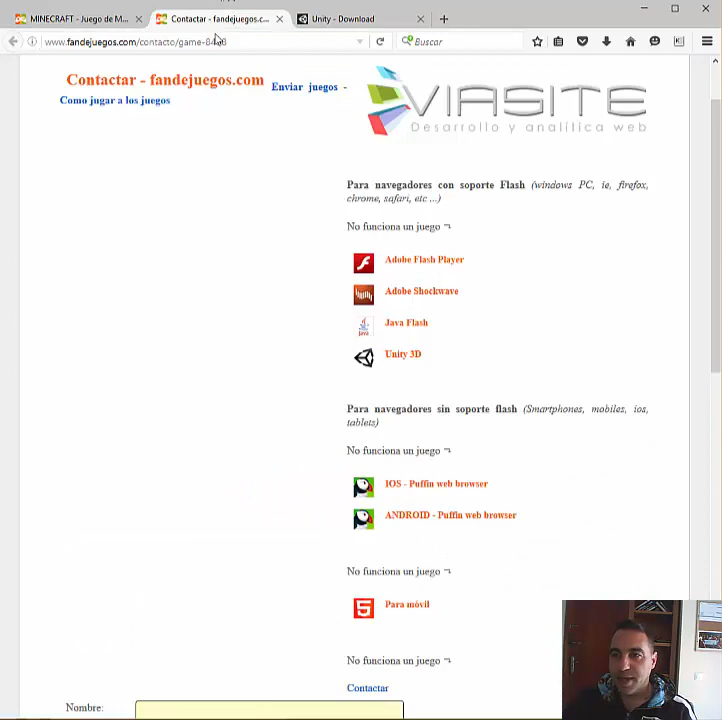 MINECRAFT - Juego de M...
Contactar - fandejuegos.c...
Unity - Download
www.fandejuegos.com/contacto/game-8
Buscar
Contactar - fandejuegos.com
Enviar juegos -
Como jugar a los juegos
VIASITE
Desarrollo y analítica web
Para navegadores con soporte Flash (windows PC, ie, firefox,
chrome, safari, etc ...)
No funciona un juego ¬
Adobe Flash Player
Adobe Shockwave
Java Flash
Unity 3D
Para navegadores sin soporte flash (Smartphones, mobiles, ios,
tablets)
No funciona un juego ¬
IOS - Puffin web browser
ANDROID - Puffin web browser
No funciona un juego ¬
Para móvil
No funciona un juego ¬
Contactar
Nombre: